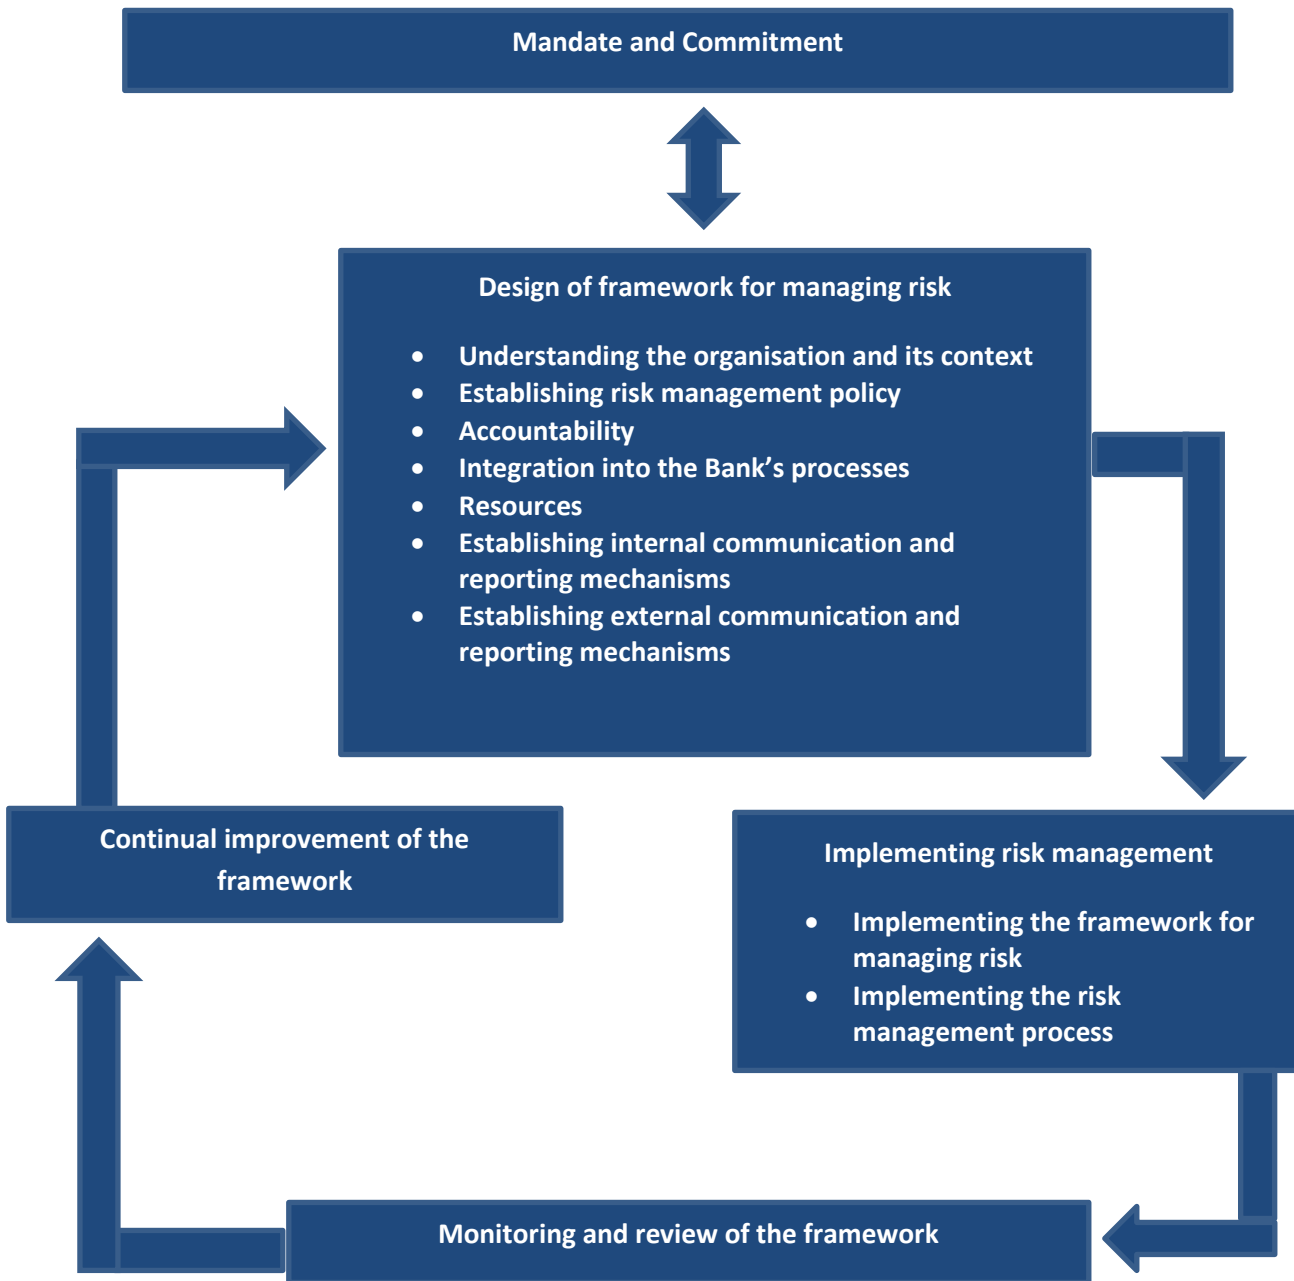 Mandate and Commitment
Design of framework for managing risk
• Understanding the organisation and its context
• Establishing risk management policy
• Accountability
• Integration into the Bank’s processes
• Resources
• Establishing internal communication and
reporting mechanisms
• Establishing external communication and
reporting mechanisms
Continual improvement of the
framework
Implementing risk management
• Implementing the framework for
managing risk
• Implementing the risk
management process
Monitoring and review of the framework